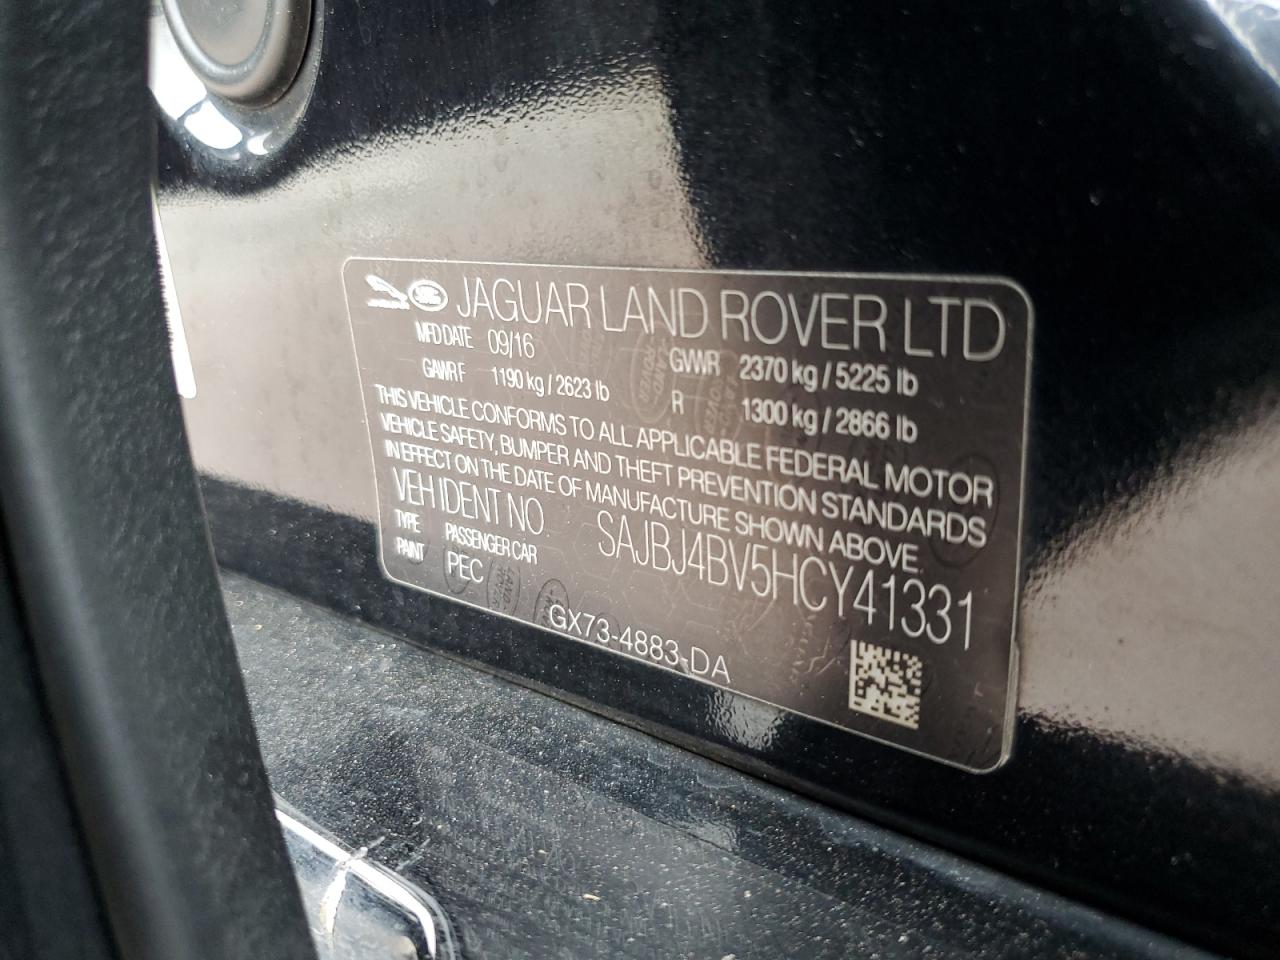 JAGUAR LAND ROVER LTD
MFD DATE 09/16 GVWR 2370 kg / 5225 lb
GAWR F 1190 kg / 2623 lb R 1300 kg / 2866 lb
THIS VEHICLE CONFORMS TO ALL APPLICABLE FEDERAL MOTOR
VEHICLE SAFETY, BUMPER AND THEFT PREVENTION STANDARDS
IN EFFECT ON THE DATE OF MANUFACTURE SHOWN ABOVE.
VEH IDENT NO. SAJBJ4BV5HCY41331
TYPE PASSENGER CAR
PAINT PEC
GX73-4883-DA